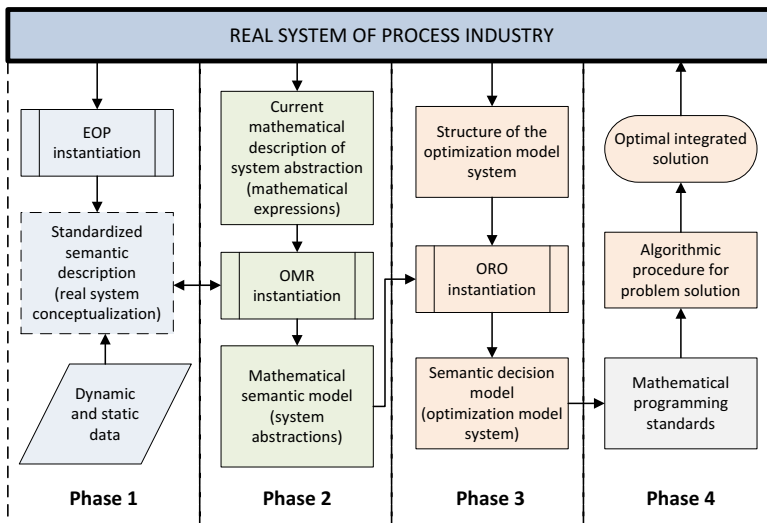 REAL SYSTEM OF PROCESS INDUSTRY
EOP
instantiation
Standardized
semantic
description
(real system
conceptualization)
Dynamic
and static
data
Phase 1
Current
mathematical
description of
system abstraction
(mathematical
expressions)
OMR
instantiation
Mathematical
semantic model
(system
abstractions)
Phase 2
Structure of the
optimization model
system
ORO
instantiation
Semantic decision
model
(optimization model
system)
Phase 3
Optimal integrated
solution
Algorithmic
procedure for
problem solution
Mathematical
programming
standards
Phase 4